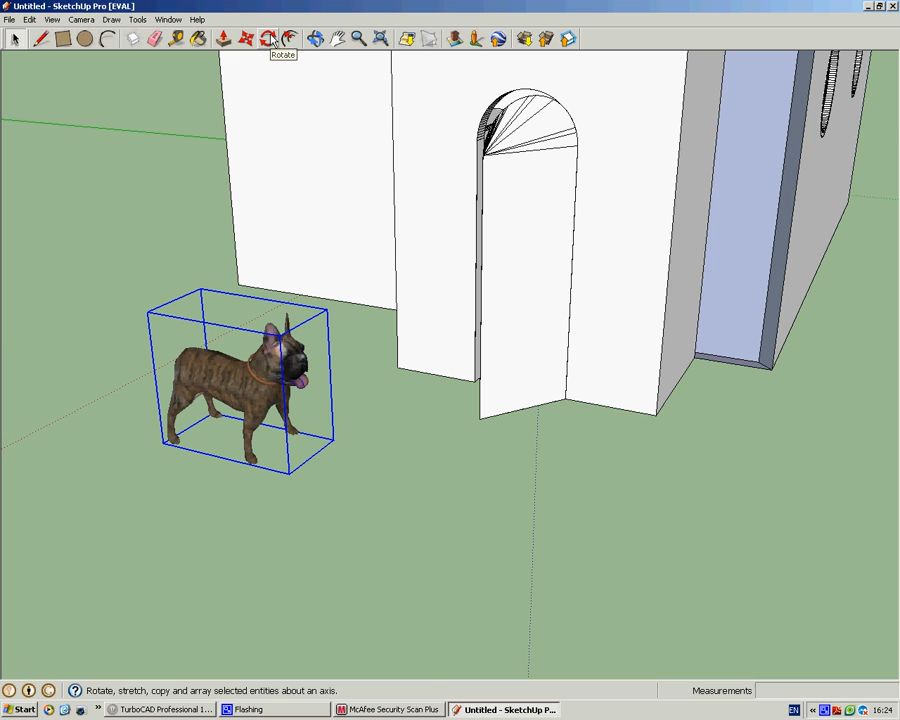 Untitled - SketchUp Pro [EVAL]
File Edit View Camera Draw Tools Window Help
Rotate
Rotate, stretch, copy and array selected entities about an axis.
Measurements
Start
TurboCAD Professional 1...
Flashing
McAfee Security Scan Plus
Untitled - SketchUp P...
EN
16:24